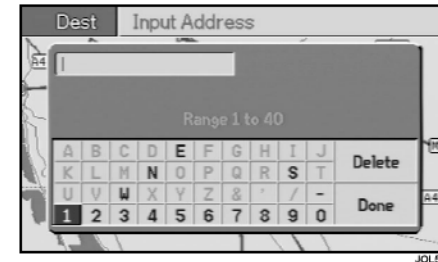 Dest Input Address
A4
Range 1 to 40
A B C D E F G H I J
K L M N O P Q R S T Delete
U V W X Y Z & ' / -
1 2 3 4 5 6 7 8 9 0 Done
A4